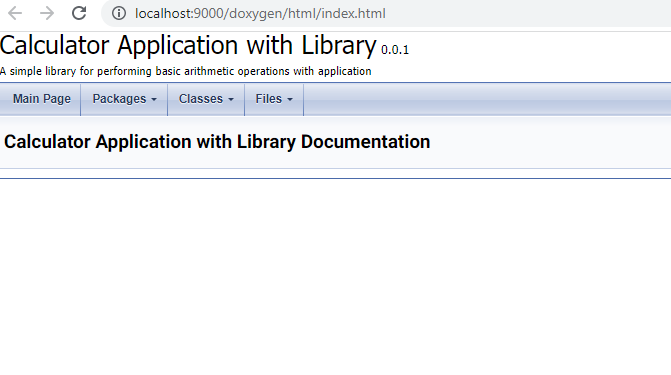 localhost:9000/doxygen/html/index.html
Calculator Application with Library 0.0.1
A simple library for performing basic arithmetic operations with application
Main Page Packages Classes Files
Calculator Application with Library Documentation